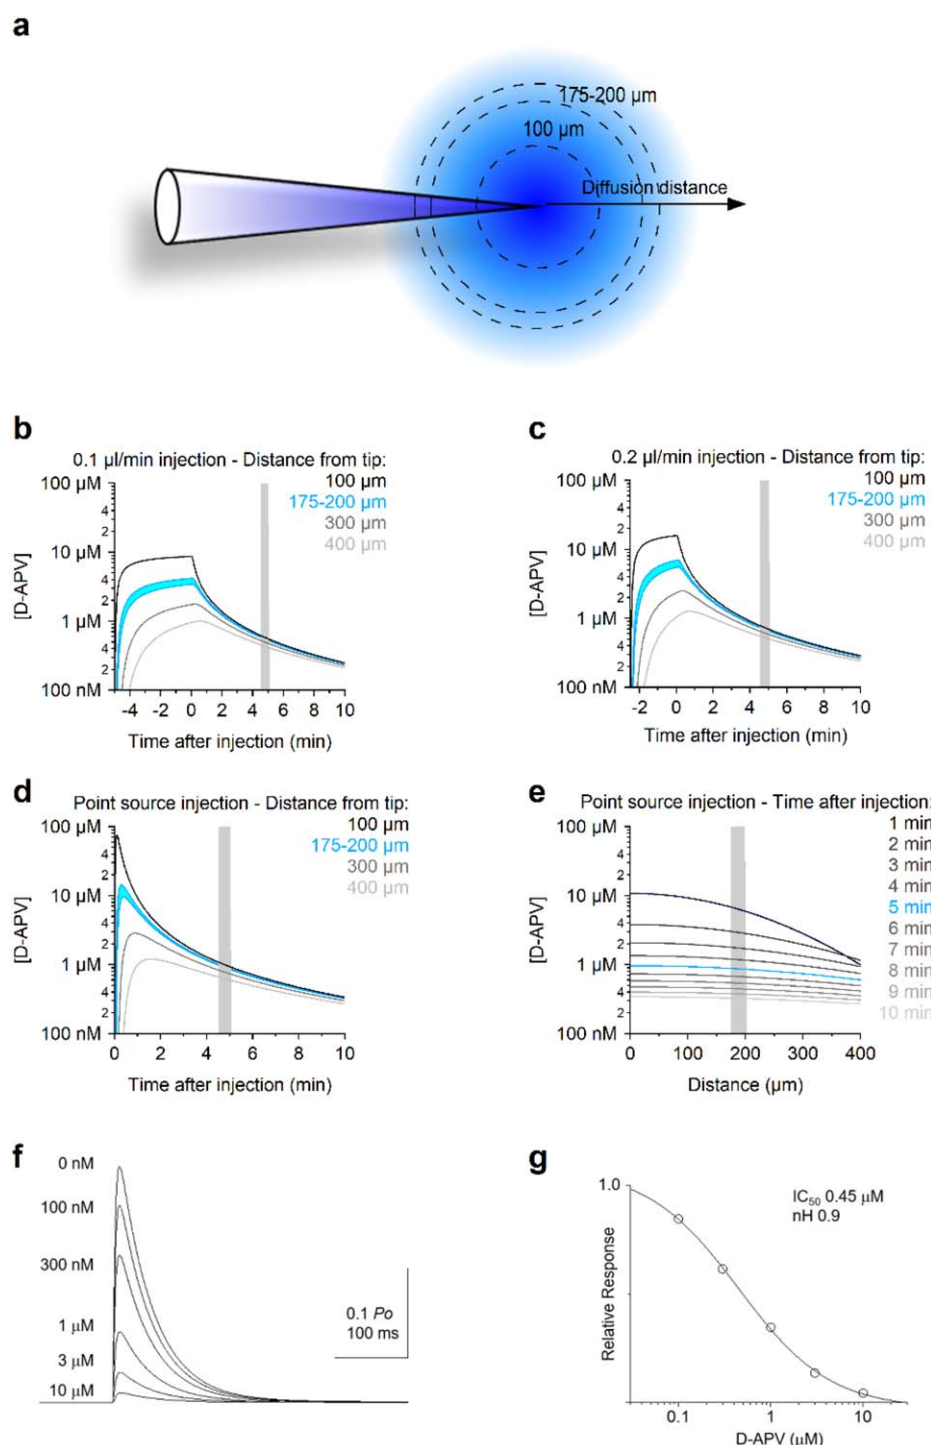 a
175-200 µm
100 µm
Diffusion distance
b
0.1 µl/min injection - Distance from tip:
100 µm
175-200 µm
300 µm
400 µm
100 µM
4
2
10 µM
4
2
1 µM
4
2
100 nM
[D-APV]
-4 -2 0 2 4 6 8 10
Time after injection (min)
c
0.2 µl/min injection - Distance from tip:
100 µm
175-200 µm
300 µm
400 µm
100 µM
4
2
10 µM
4
2
1 µM
4
2
100 nM
[D-APV]
-2 0 2 4 6 8 10
Time after injection (min)
d
Point source injection - Distance from tip:
100 µm
175-200 µm
300 µm
400 µm
100 µM
4
2
10 µM
4
2
1 µM
4
2
100 nM
[D-APV]
0 2 4 6 8 10
Time after injection (min)
e
Point source injection - Time after injection:
1 min
2 min
3 min
4 min
5 min
6 min
7 min
8 min
9 min
10 min
100 µM
4
2
10 µM
4
2
1 µM
4
2
100 nM
[D-APV]
0 100 200 300 400
Distance (µm)
f
0 nM
100 nM
300 nM
1 µM
3 µM
10 µM
0.1 Po
100 ms
g
1.0
IC50 0.45 µM
nH 0.9
Relative Response
0.1 1 10
D-APV (µM)